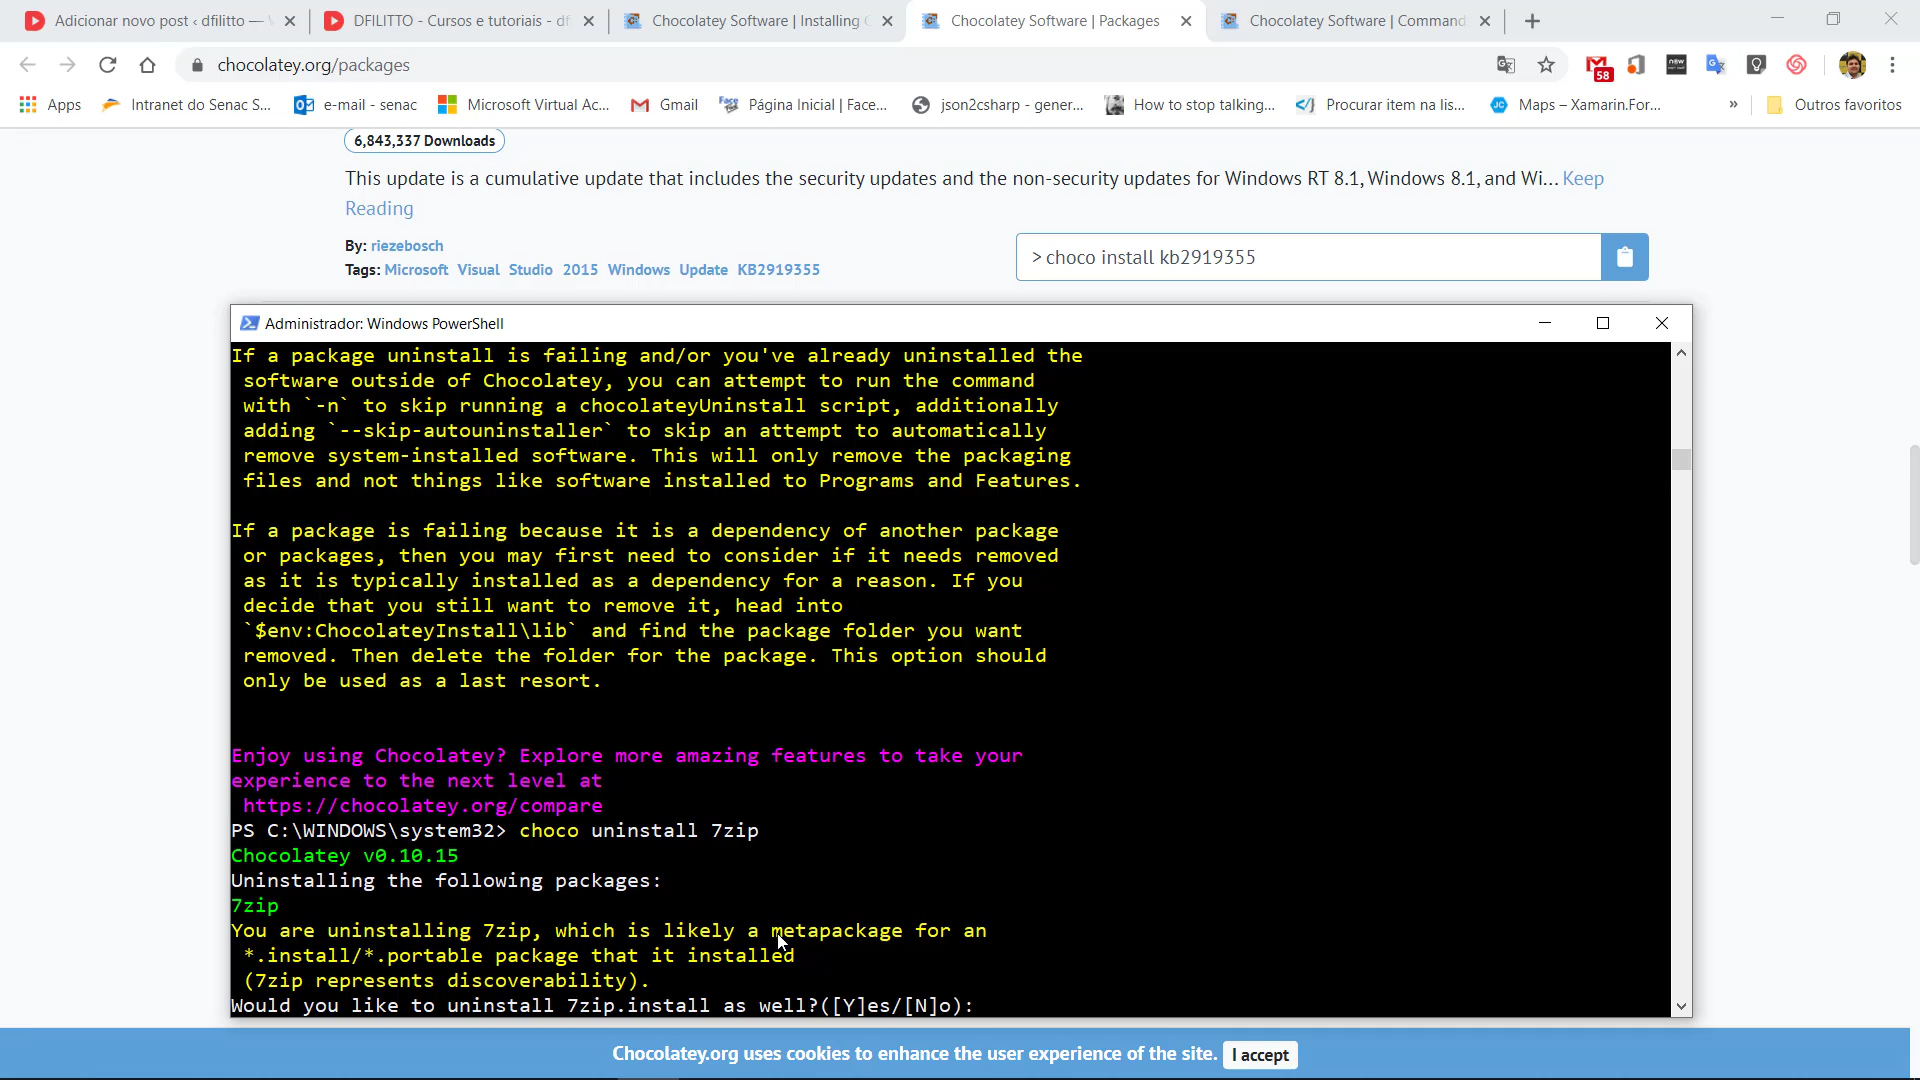 Adicionar novo post ‹ dfilitto —
DFILITTO - Cursos e tutoriais - df
Chocolatey Software | Installing
Chocolatey Software | Packages
Chocolatey Software | Command
chocolatey.org/packages
58
Apps
Intranet do Senac S...
e-mail - senac
Microsoft Virtual Ac...
Gmail
Página Inicial | Face...
json2csharp - gener...
How to stop talking...
Procurar item na lis...
Maps – Xamarin.For...
»
Outros favoritos
6,843,337 Downloads
This update is a cumulative update that includes the security updates and the non-security updates for Windows RT 8.1, Windows 8.1, and Wi... Keep
Reading
By: riezebosch
Tags: Microsoft Visual Studio 2015 Windows Update KB2919355
> choco install kb2919355
Administrador: Windows PowerShell
If a package uninstall is failing and/or you've already uninstalled the
software outside of Chocolatey, you can attempt to run the command
with `-n` to skip running a chocolateyUninstall script, additionally
adding `--skip-autouninstaller` to skip an attempt to automatically
remove system-installed software. This will only remove the packaging
files and not things like software installed to Programs and Features.
If a package is failing because it is a dependency of another package
or packages, then you may first need to consider if it needs removed
as it is typically installed as a dependency for a reason. If you
decide that you still want to remove it, head into
`$env:ChocolateyInstall\lib` and find the package folder you want
removed. Then delete the folder for the package. This option should
only be used as a last resort.
Enjoy using Chocolatey? Explore more amazing features to take your
experience to the next level at
https://chocolatey.org/compare
PS C:\WINDOWS\system32> choco uninstall 7zip
Chocolatey v0.10.15
Uninstalling the following packages:
7zip
You are uninstalling 7zip, which is likely a metapackage for an
*.install/*.portable package that it installed
(7zip represents discoverability).
Would you like to uninstall 7zip.install as well?([Y]es/[N]o):
Chocolatey.org uses cookies to enhance the user experience of the site.
I accept